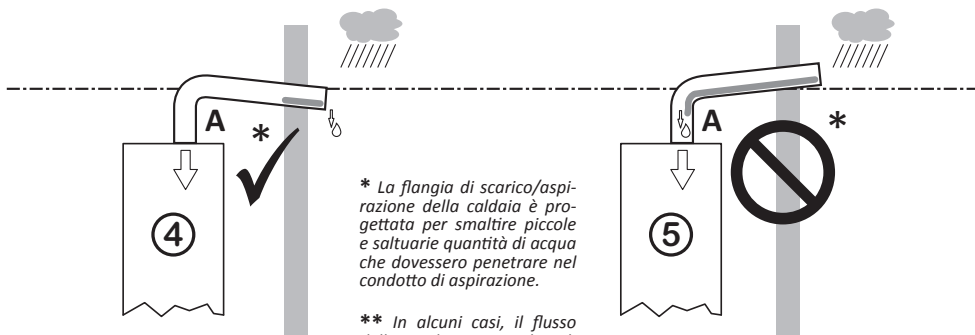 A *
A *
4
5
* La flangia di scarico/aspi-
razione della caldaia è pro-
gettata per smaltire piccole
e saltuarie quantità di acqua
che dovessero penetrare nel
condotto di aspirazione.
** In alcuni casi, il flusso